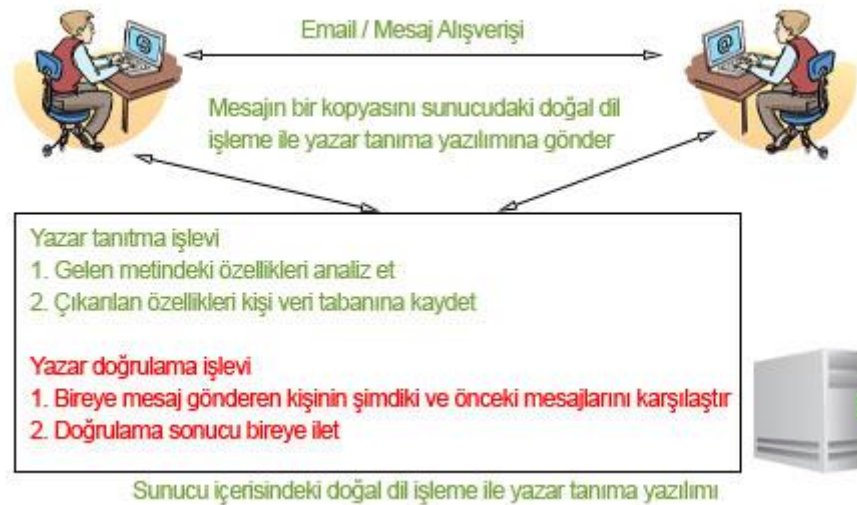 Email / Mesaj Alışverişi
Mesajın bir kopyasını sunucudaki doğal dil
işleme ile yazar tanıma yazılımına gönder
Yazar tanıtma işlevi
1. Gelen metindeki özellikleri analiz et
2. Çıkarılan özellikleri kişi veri tabanına kaydet
Yazar doğrulama işlevi
1. Bireye mesaj gönderen kişinin şimdiki ve önceki mesajlarını karşılaştır
2. Doğrulama sonucu bireye ilet
Sunucu içerisindeki doğal dil işleme ile yazar tanıma yazılımı